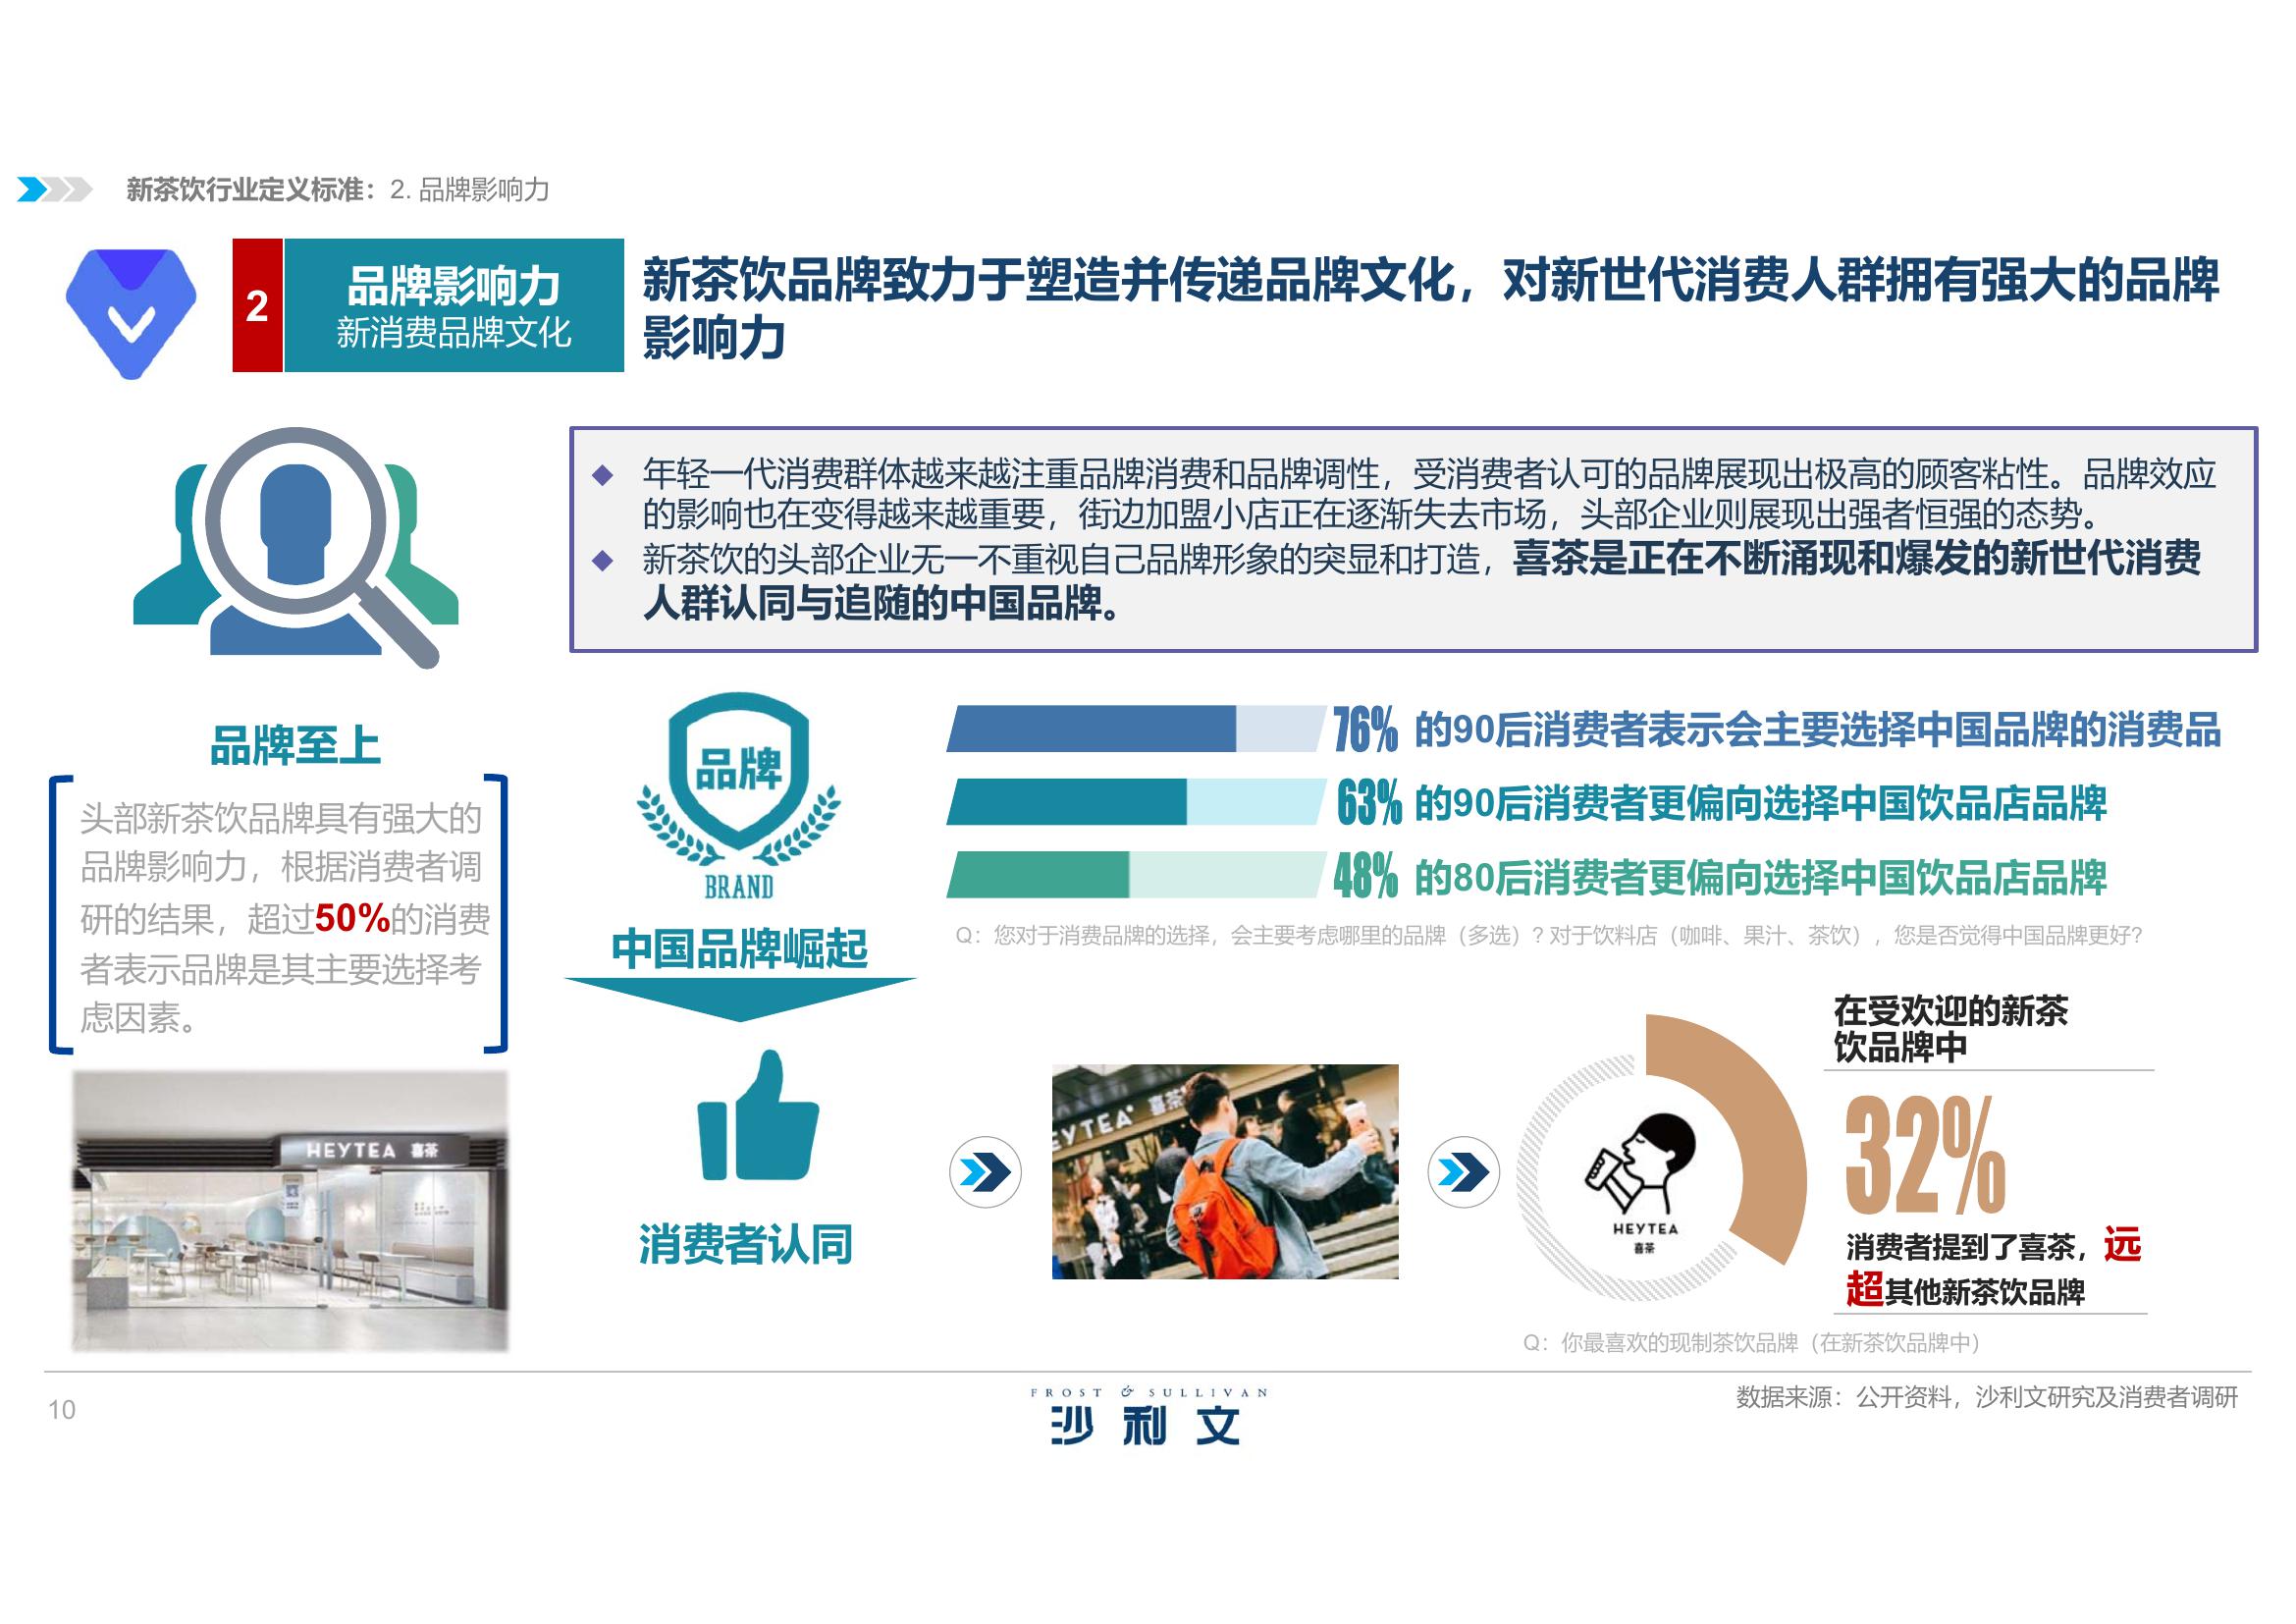 新茶饮行业定义标准：2. 品牌影响力
2
品牌影响力
新消费品牌文化
新茶饮品牌致力于塑造并传递品牌文化，对新世代消费人群拥有强大的品牌
影响力
◆ 年轻一代消费群体越来越注重品牌消费和品牌调性，受消费者认可的品牌展现出极高的顾客粘性。品牌效应
的影响也在变得越来越重要，街边加盟小店正在逐渐失去市场，头部企业则展现出强者恒强的态势。
◆ 新茶饮的头部企业无一不重视自己品牌形象的突显和打造，喜茶是正在不断涌现和爆发的新世代消费
人群认同与追随的中国品牌。
品牌至上
头部新茶饮品牌具有强大的
品牌影响力，根据消费者调
研的结果，超过50%的消费
者表示品牌是其主要选择考
虑因素。
HEYTEA 喜茶
品牌
BRAND
中国品牌崛起
76% 的90后消费者表示会主要选择中国品牌的消费品
63% 的90后消费者更偏向选择中国饮品店品牌
48% 的80后消费者更偏向选择中国饮品店品牌
Q：您对于消费品牌的选择，会主要考虑哪里的品牌（多选）? 对于饮料店（咖啡、果汁、茶饮），您是否觉得中国品牌更好?
消费者认同
EYTEA 喜茶
HEYTEA
喜茶
在受欢迎的新茶
饮品牌中
32%
消费者提到了喜茶，远
超其他新茶饮品牌
Q：你最喜欢的现制茶饮品牌（在新茶饮品牌中）
10
FROST & SULLIVAN
沙利文
数据来源：公开资料，沙利文研究及消费者调研